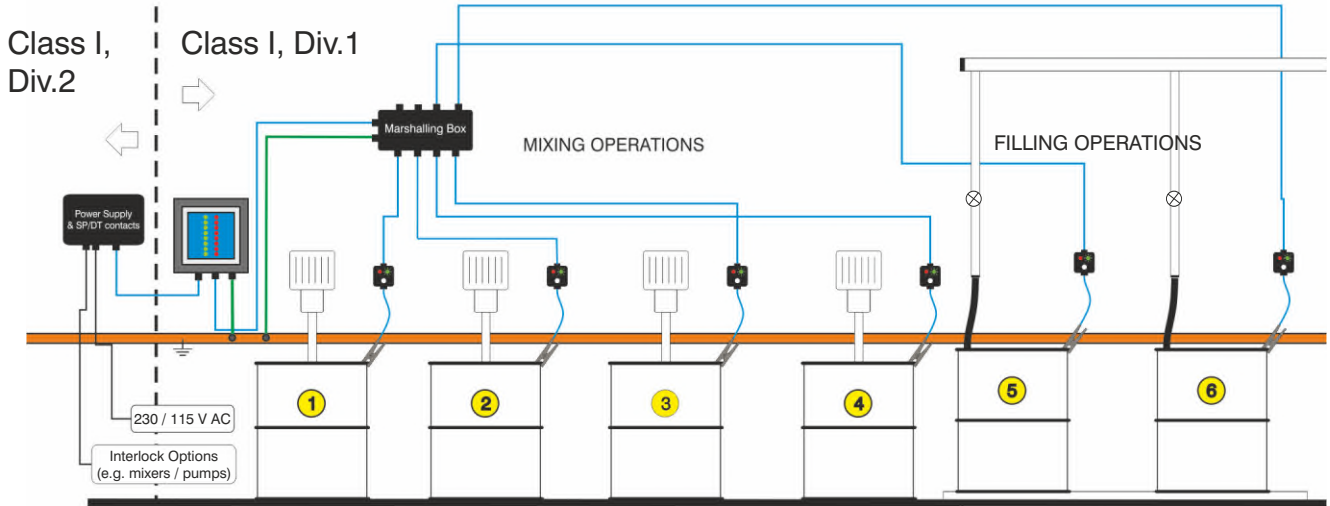 Class I,
Div.2
Class I, Div.1
Marshalling Box
MIXING OPERATIONS
FILLING OPERATIONS
Power Supply
& SP/DT contacts
1
2
3
4
5
6
230 / 115 V AC
Interlock Options
(e.g. mixers / pumps)